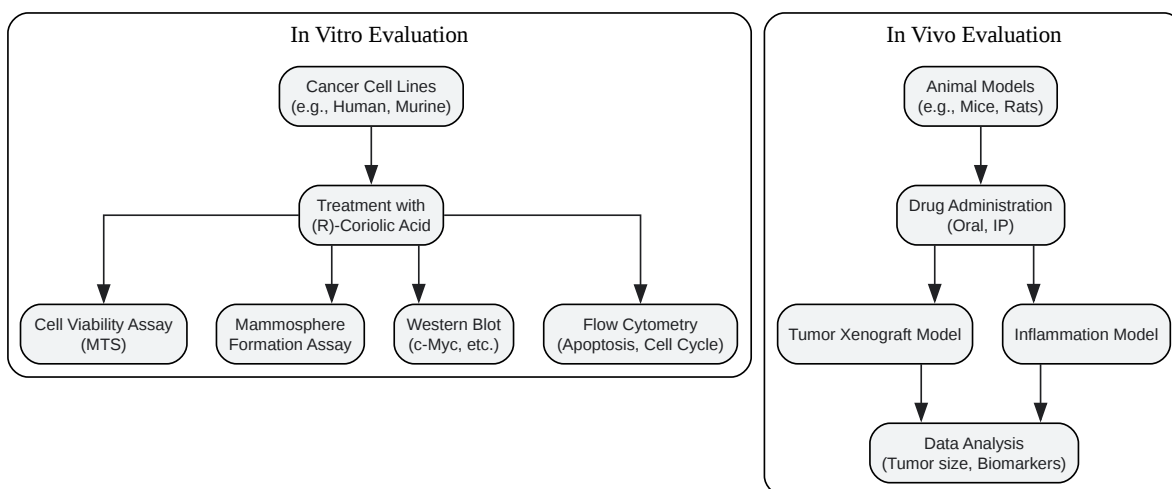 In Vitro Evaluation
Cancer Cell Lines
(e.g., Human, Murine)
Treatment with
(R)-Coriolic Acid
Cell Viability Assay
(MTS)
Mammosphere
Formation Assay
Western Blot
(c-Myc, etc.)
Flow Cytometry
(Apoptosis, Cell Cycle)
In Vivo Evaluation
Animal Models
(e.g., Mice, Rats)
Drug Administration
(Oral, IP)
Tumor Xenograft Model
Inflammation Model
Data Analysis
(Tumor size, Biomarkers)